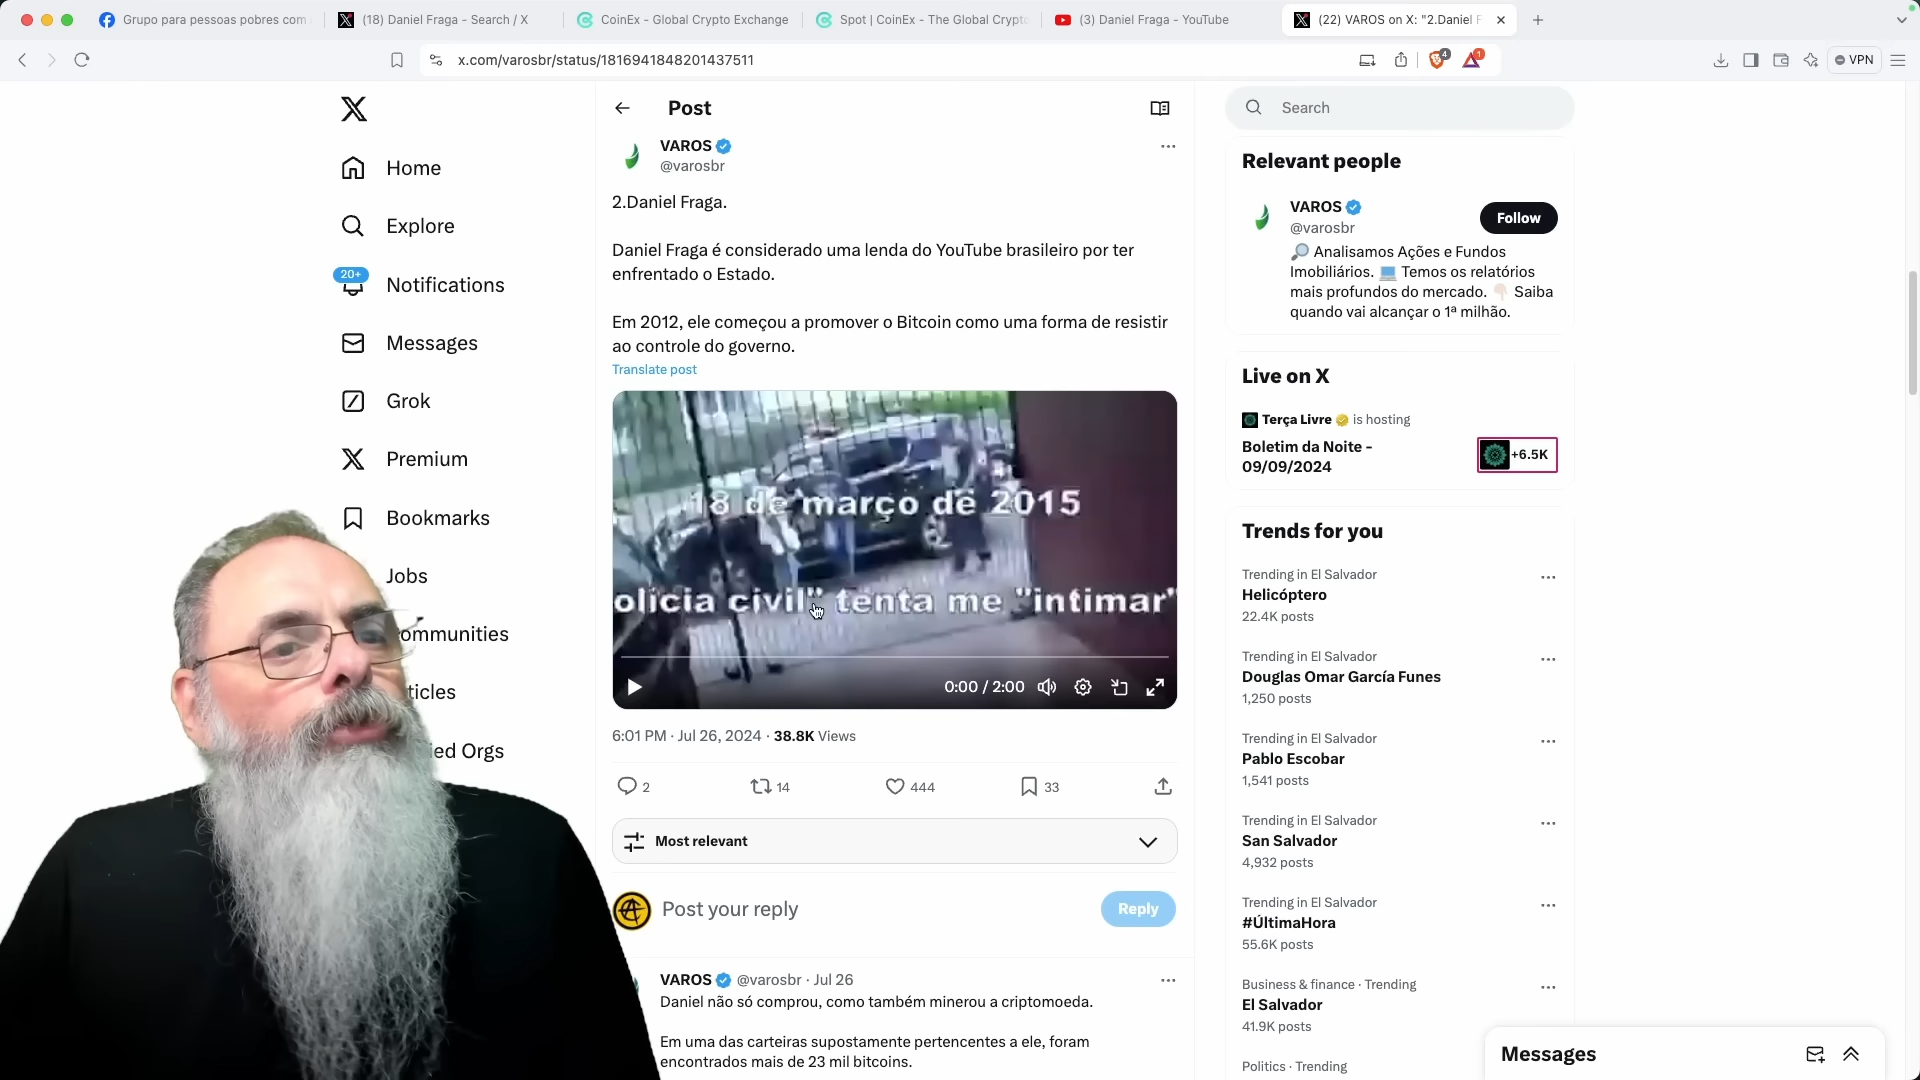 Grupo para pessoas pobres com
(18) Daniel Fraga - Search / X
CoinEx - Global Crypto Exchange
Spot | CoinEx - The Global Crypto
(3) Daniel Fraga - YouTube
(22) VAROS on X: "2.Daniel F
x.com/varosbr/status/1816941848201437511
4
1
VPN
Home
Explore
20+
Notifications
Messages
Grok
Premium
Bookmarks
Jobs
ommunities
ticles
ied Orgs
Post
VAROS
@varosbr
2.Daniel Fraga.
Daniel Fraga é considerado uma lenda do YouTube brasileiro por ter
enfrentado o Estado.
Em 2012, ele começou a promover o Bitcoin como uma forma de resistir
ao controle do governo.
Translate post
18 de março de 2015
olicia civil" tenta me "intimar"
0:00 / 2:00
6:01 PM · Jul 26, 2024 · 38.8K Views
2
14
444
33
Most relevant
Post your reply
Reply
VAROS @varosbr · Jul 26
Daniel não só comprou, como também minerou a criptomoeda.
Em uma das carteiras supostamente pertencentes a ele, foram
encontrados mais de 23 mil bitcoins.
Search
Relevant people
VAROS
@varosbr
Follow
Analisamos Ações e Fundos
Imobiliários. Temos os relatórios
mais profundos do mercado. Saiba
quando vai alcançar o 1ª milhão.
Live on X
Terça Livre is hosting
Boletim da Noite -
09/09/2024
+6.5K
Trends for you
Trending in El Salvador
Helicóptero
22.4K posts
Trending in El Salvador
Douglas Omar García Funes
1,250 posts
Trending in El Salvador
Pablo Escobar
1,541 posts
Trending in El Salvador
San Salvador
4,932 posts
Trending in El Salvador
#ÚltimaHora
55.6K posts
Business & finance · Trending
El Salvador
41.9K posts
Politics · Trending
Messages